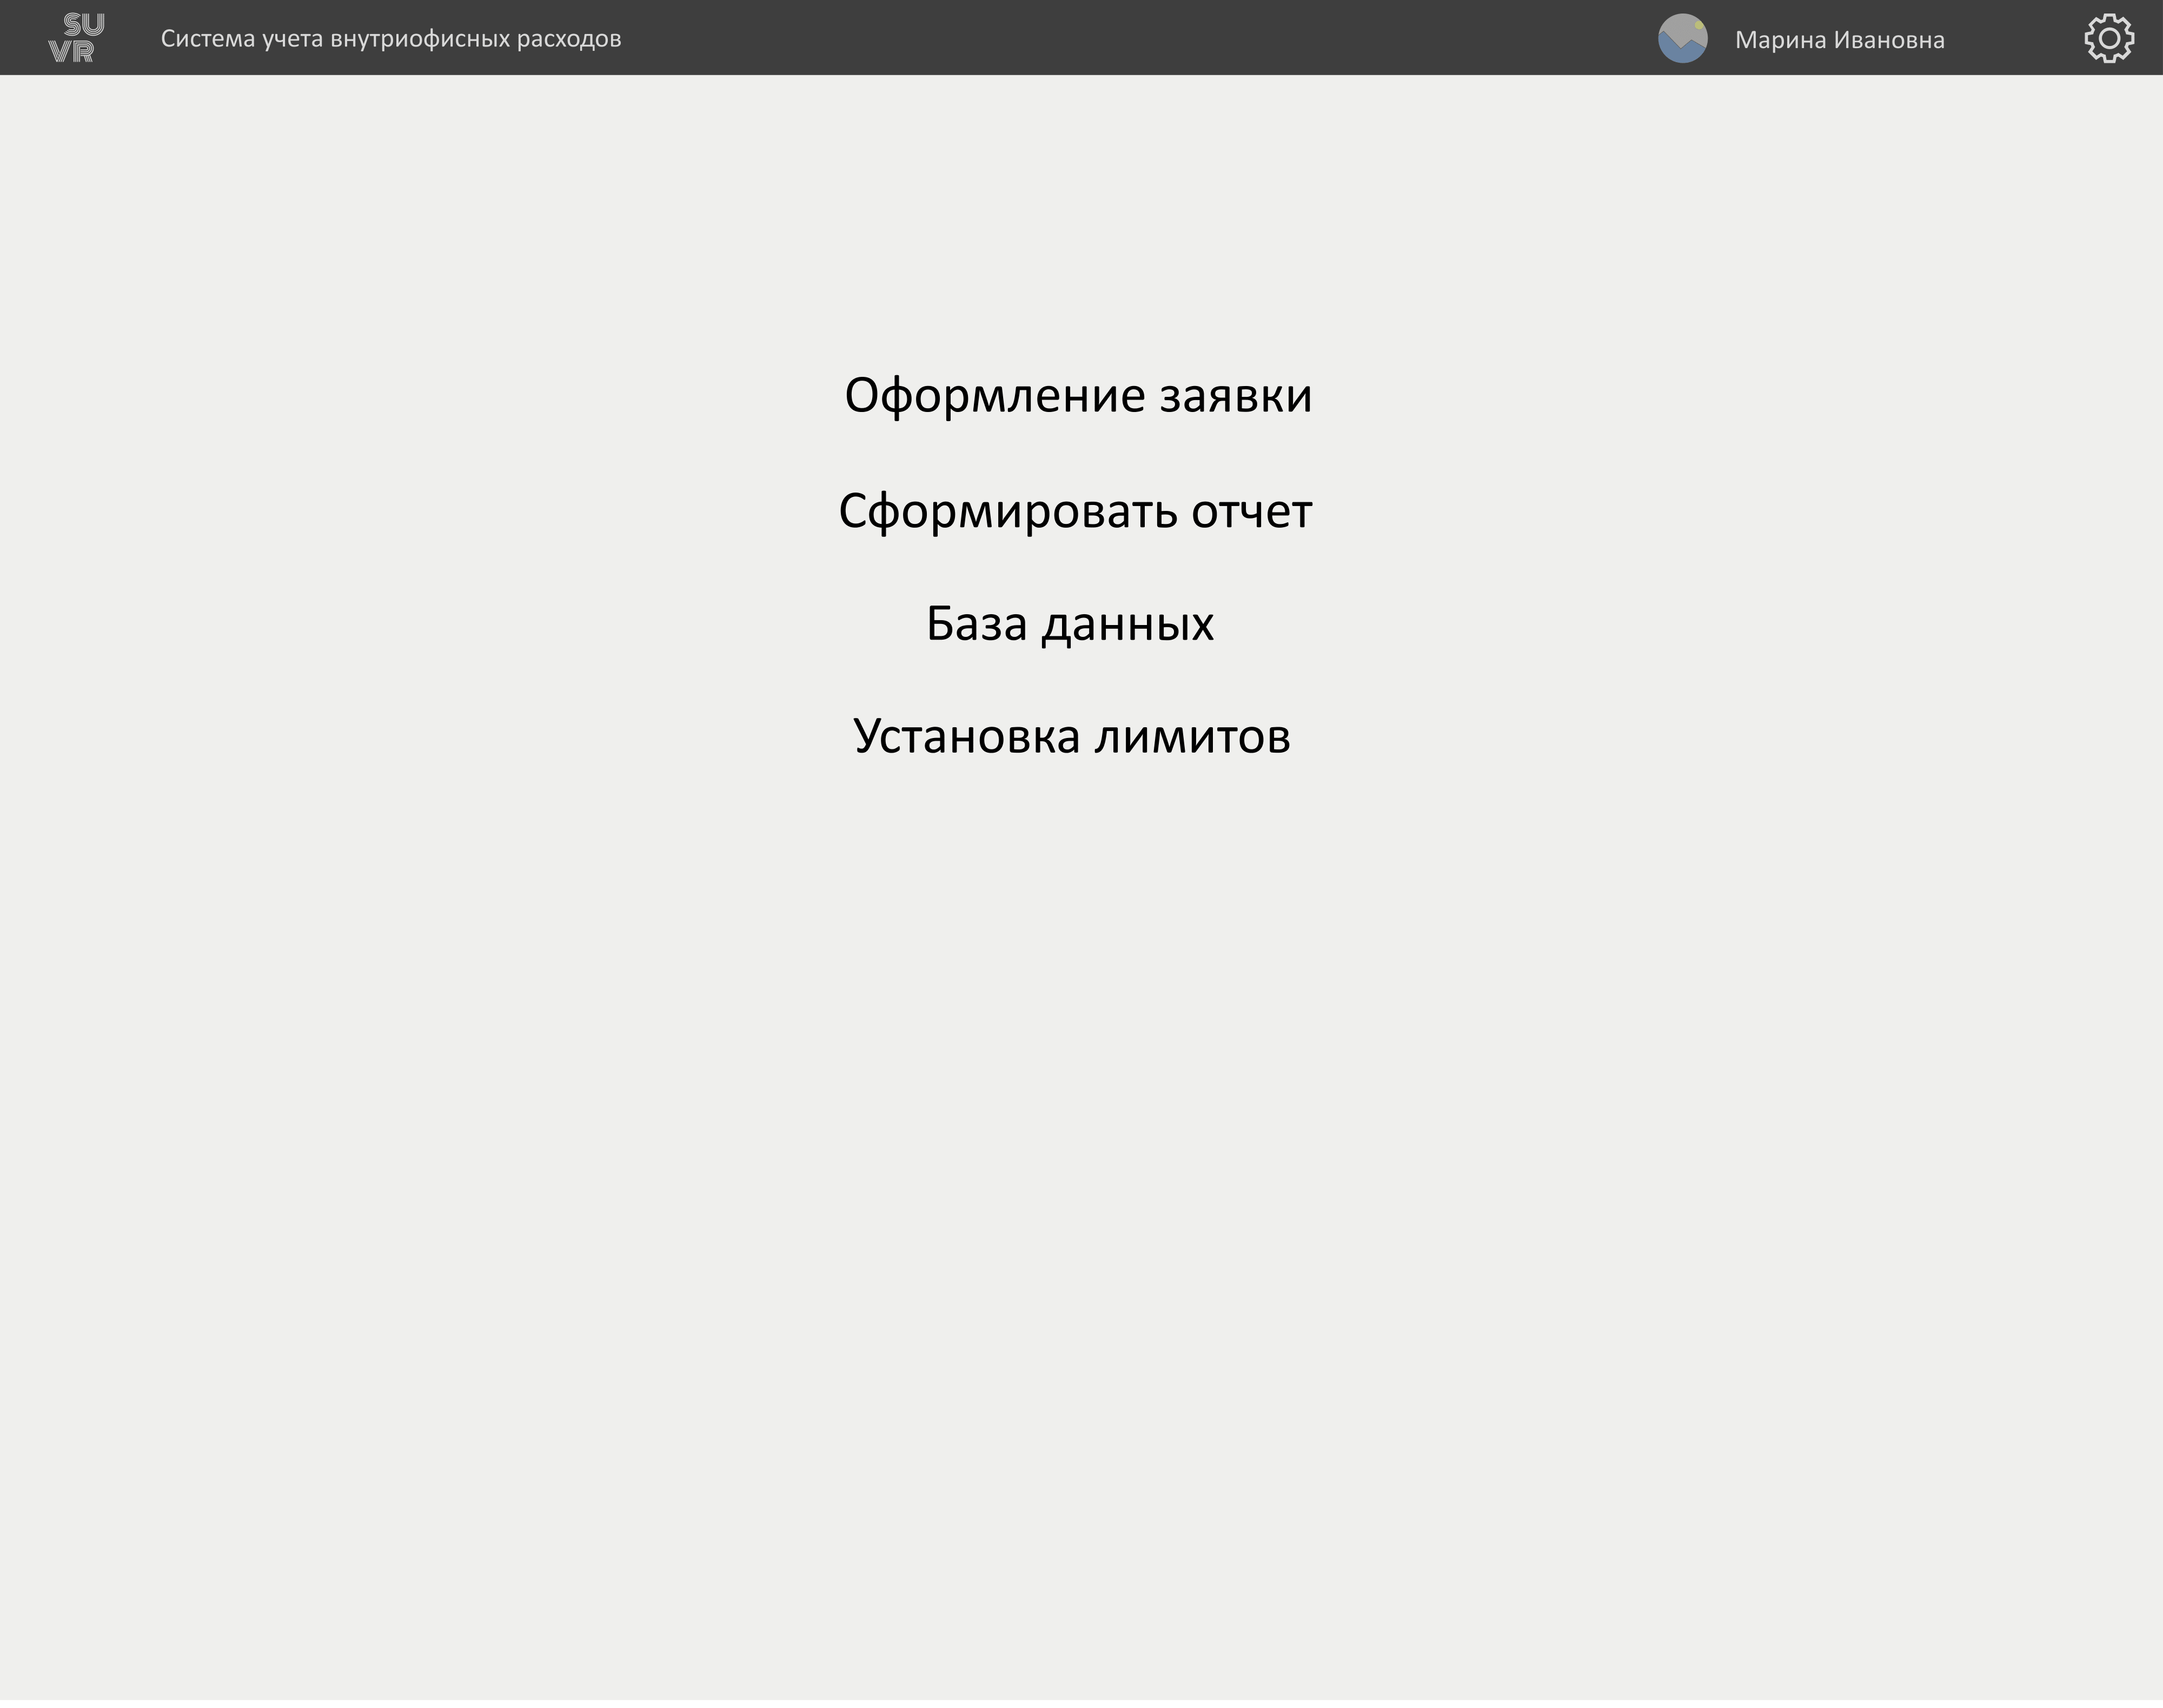 SU
VR
Система учета внутриофисных расходов
Марина Ивановна
Оформление заявки
Сформировать отчет
База данных
Установка лимитов